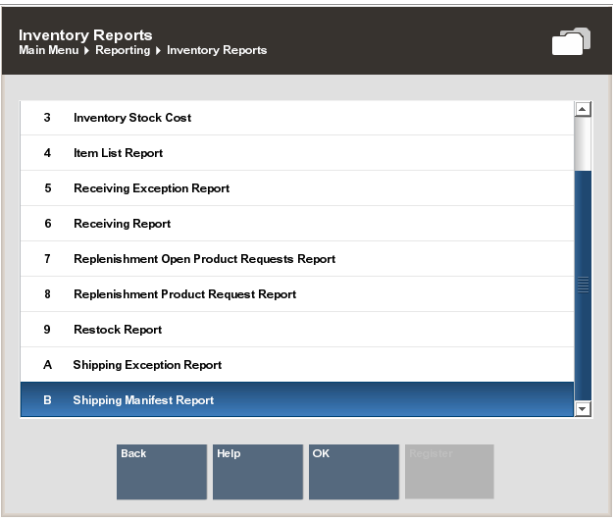 Inventory Reports
Main Menu ▸ Reporting ▸ Inventory Reports
3 Inventory Stock Cost
4 Item List Report
5 Receiving Exception Report
6 Receiving Report
7 Replenishment Open Product Requests Report
8 Replenishment Product Request Report
9 Restock Report
A Shipping Exception Report
B Shipping Manifest Report
Back Help OK Register